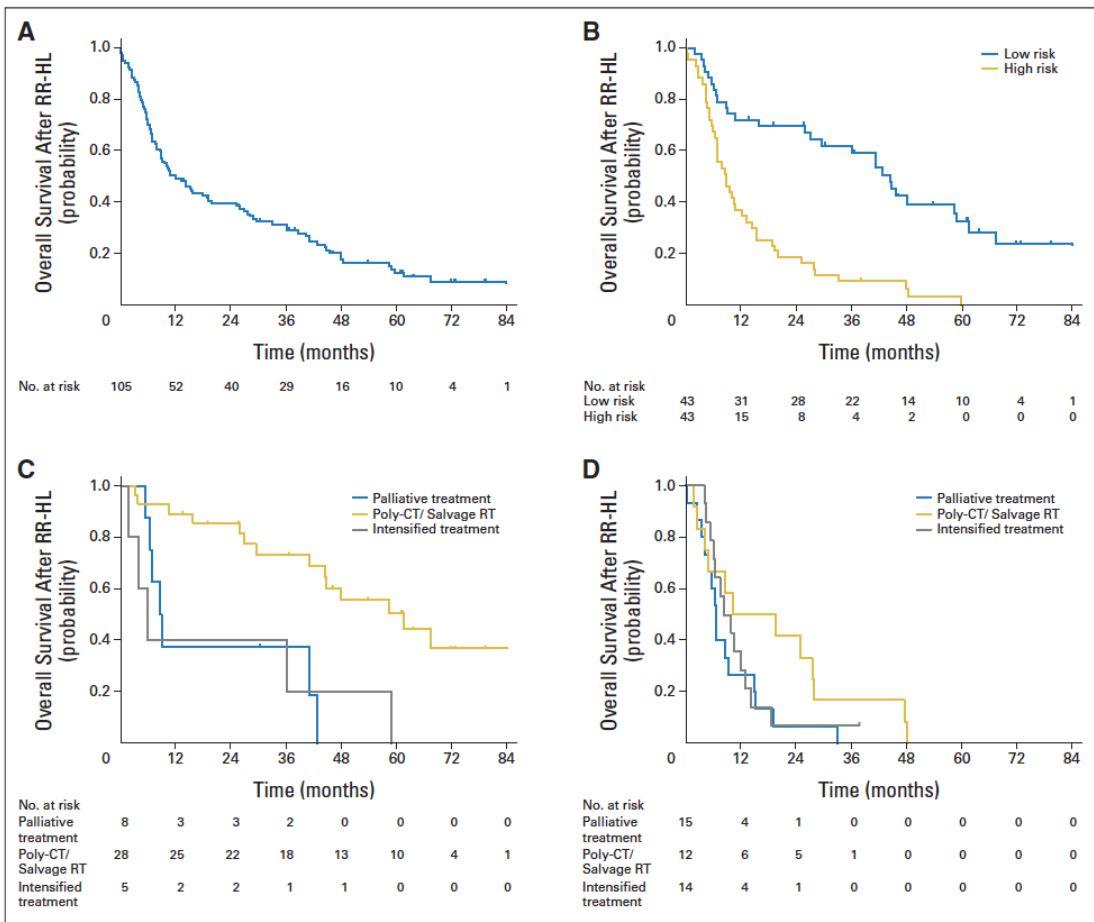 A
Overall Survival After RR-HL
(probability)
1.0
0.8
0.6
0.4
0.2
0 12 24 36 48 60 72 84
Time (months)
No. at risk 105 52 40 29 16 10 4 1
B
Overall Survival After RR-HL
(probability)
1.0
0.8
0.6
0.4
0.2
Low risk
High risk
0 12 24 36 48 60 72 84
Time (months)
No. at risk
Low risk 43 31 28 22 14 10 4 1
High risk 43 15 8 4 2 0 0 0
C
Overall Survival After RR-HL
(probability)
1.0
0.8
0.6
0.4
0.2
Palliative treatment
Poly-CT/ Salvage RT
Intensified treatment
0 12 24 36 48 60 72 84
Time (months)
No. at risk
Palliative 8 3 3 2 0 0 0 0
treatment
Poly-CT/ 28 25 22 18 13 10 4 1
Salvage RT
Intensified 5 2 2 1 1 0 0 0
treatment
D
Overall Survival After RR-HL
(probability)
1.0
0.8
0.6
0.4
0.2
Palliative treatment
Poly-CT/ Salvage RT
Intensified treatment
0 12 24 36 48 60 72 84
Time (months)
No. at risk
Palliative 15 4 1 0 0 0 0 0
treatment
Poly-CT/ 12 6 5 1 0 0 0 0
Salvage RT
Intensified 14 4 1 0 0 0 0 0
treatment